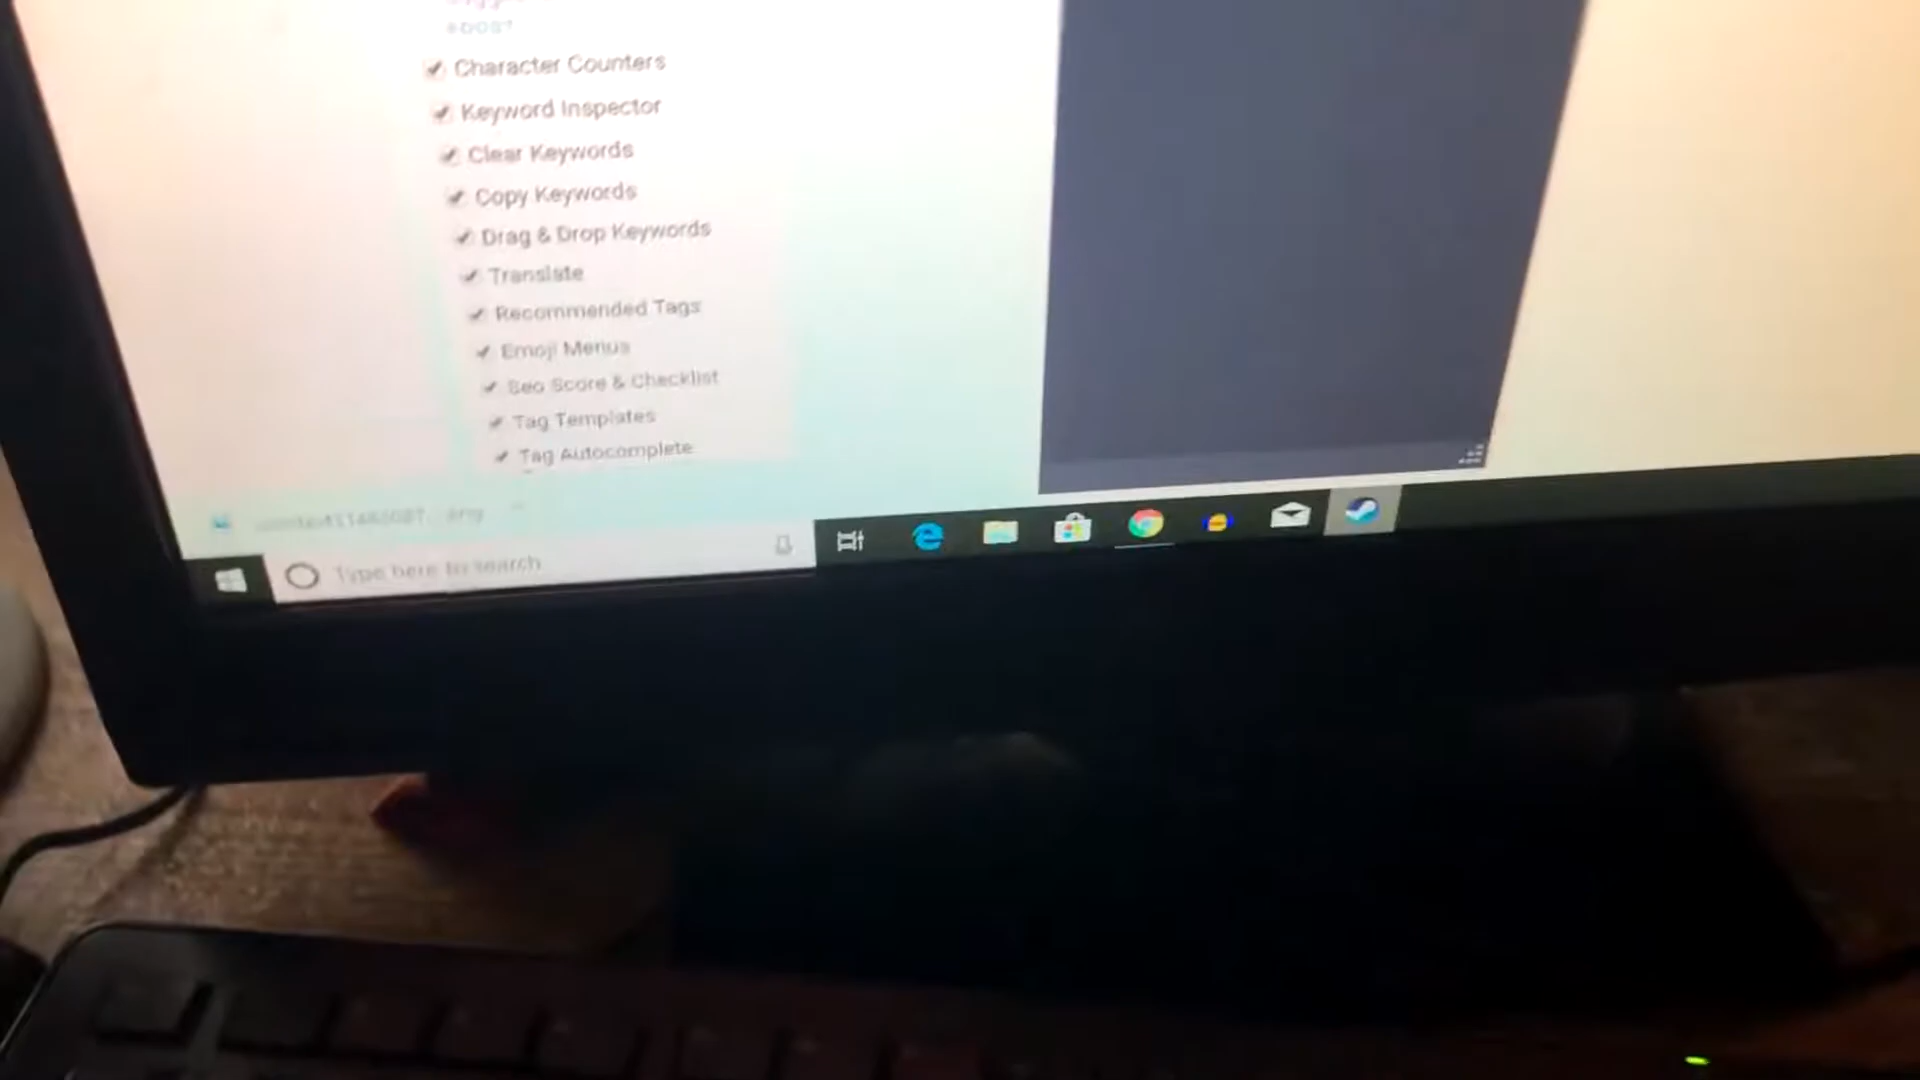 BOOST
Character Counters
Keyword Inspector
Clear Keywords
Copy Keywords
Drag & Drop Keywords
Translate
Recommended Tags
Emoji Menus
Seo Score & Checklist
Tag Templates
Tag Autocomplete
Type here to search